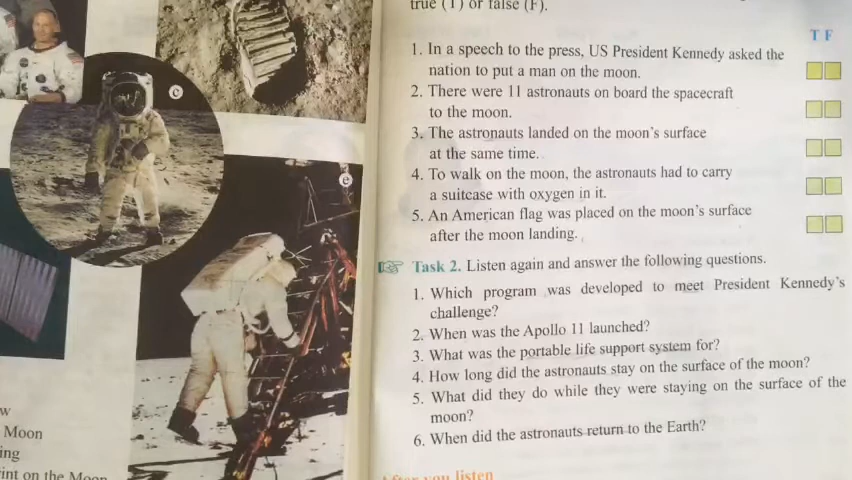 c
e
w
Moon
ing
int on the Moon
true (T) or false (F).
T F
1. In a speech to the press, US President Kennedy asked the
nation to put a man on the moon.
2. There were 11 astronauts on board the spacecraft
to the moon.
3. The astronauts landed on the moon's surface
at the same time.
4. To walk on the moon, the astronauts had to carry
a suitcase with oxygen in it.
5. An American flag was placed on the moon's surface
after the moon landing.
Task 2. Listen again and answer the following questions.
1. Which program was developed to meet President Kennedy's
challenge?
2. When was the Apollo 11 launched?
3. What was the portable life support system for?
4. How long did the astronauts stay on the surface of the moon?
5. What did they do while they were staying on the surface of the
moon?
6. When did the astronauts return to the Earth?
After you listen